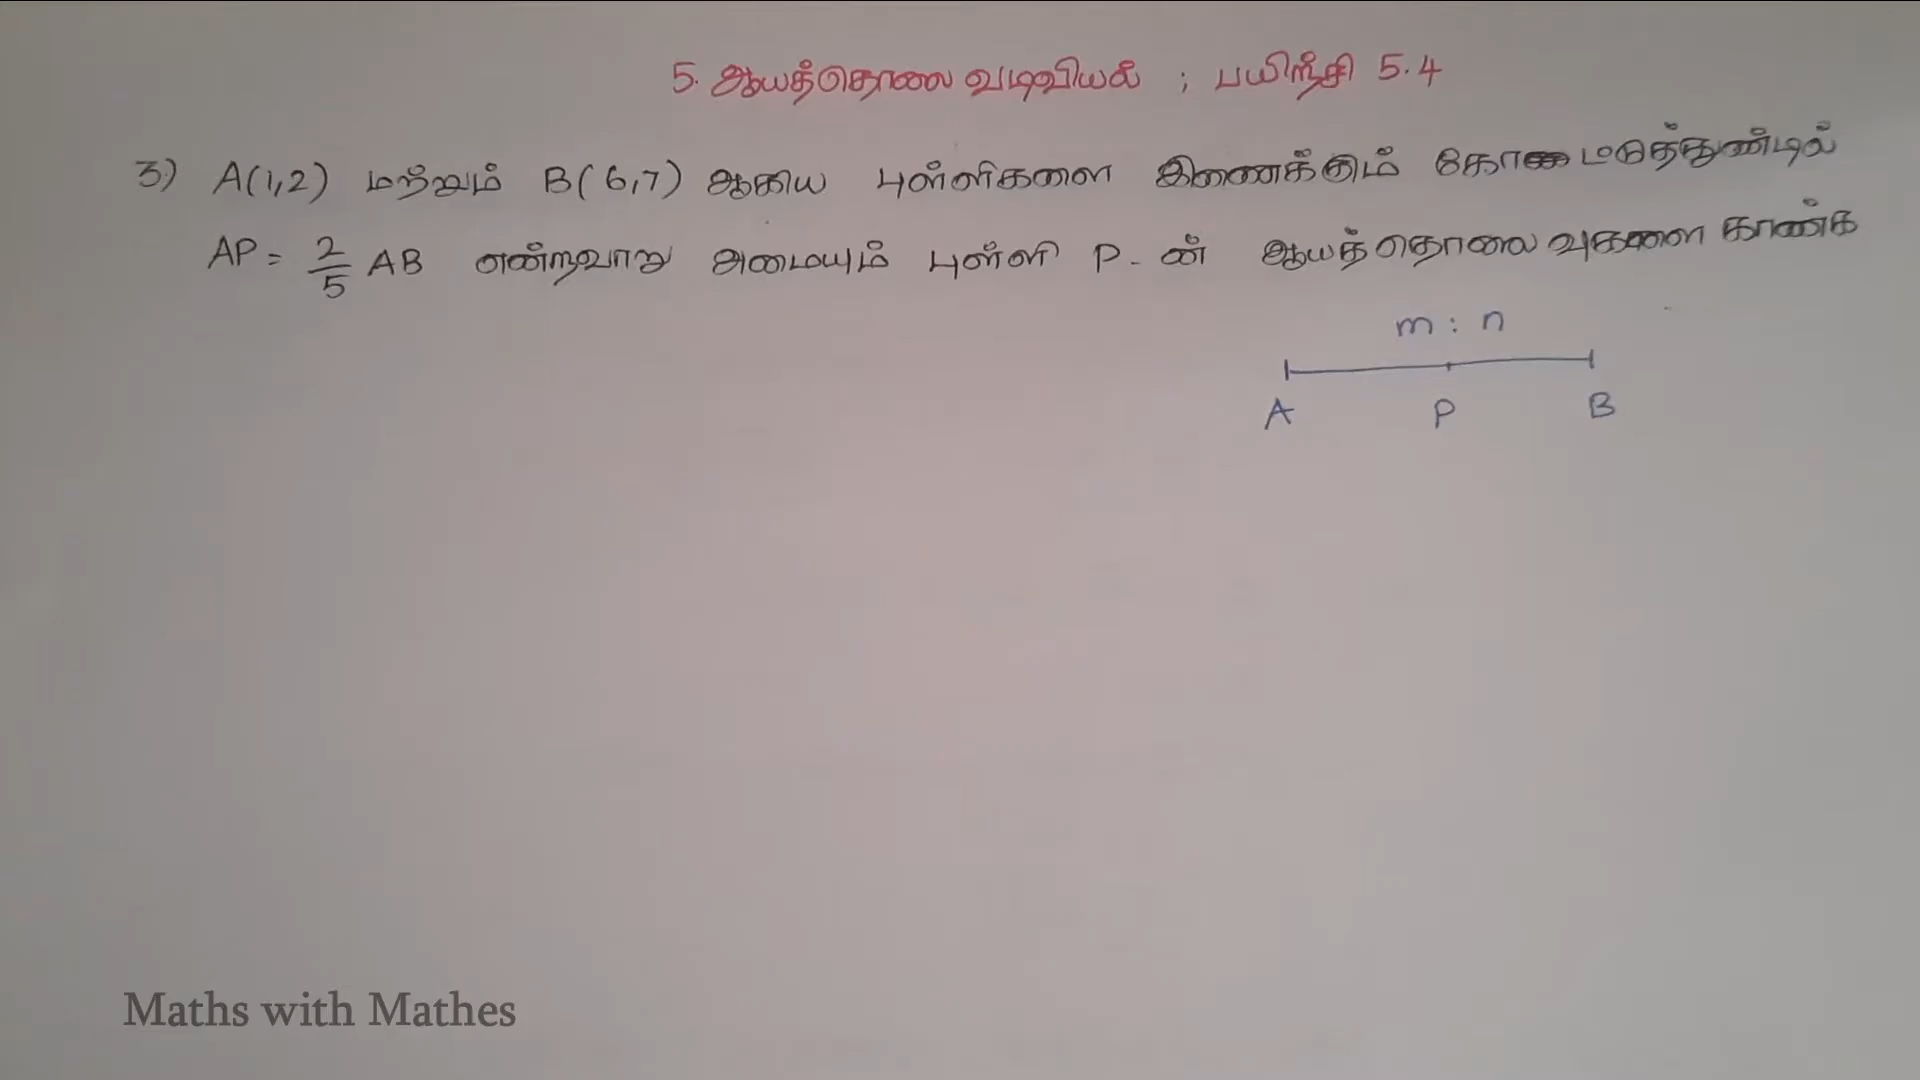 5. ஆயத்தொலை வடிவியல் ; பயிற்சி 5.4
3) A(1,2) மற்றும் B(6,7) ஆகிய புள்ளிகளை இணைக்கும் கோட்டுத்துண்டில்
AP = 2/5 AB என்றவாறு அமையும் புள்ளி P-ன் ஆயத்தொலைவுகளை காண்க
m : n
A P B
Maths with Mathes